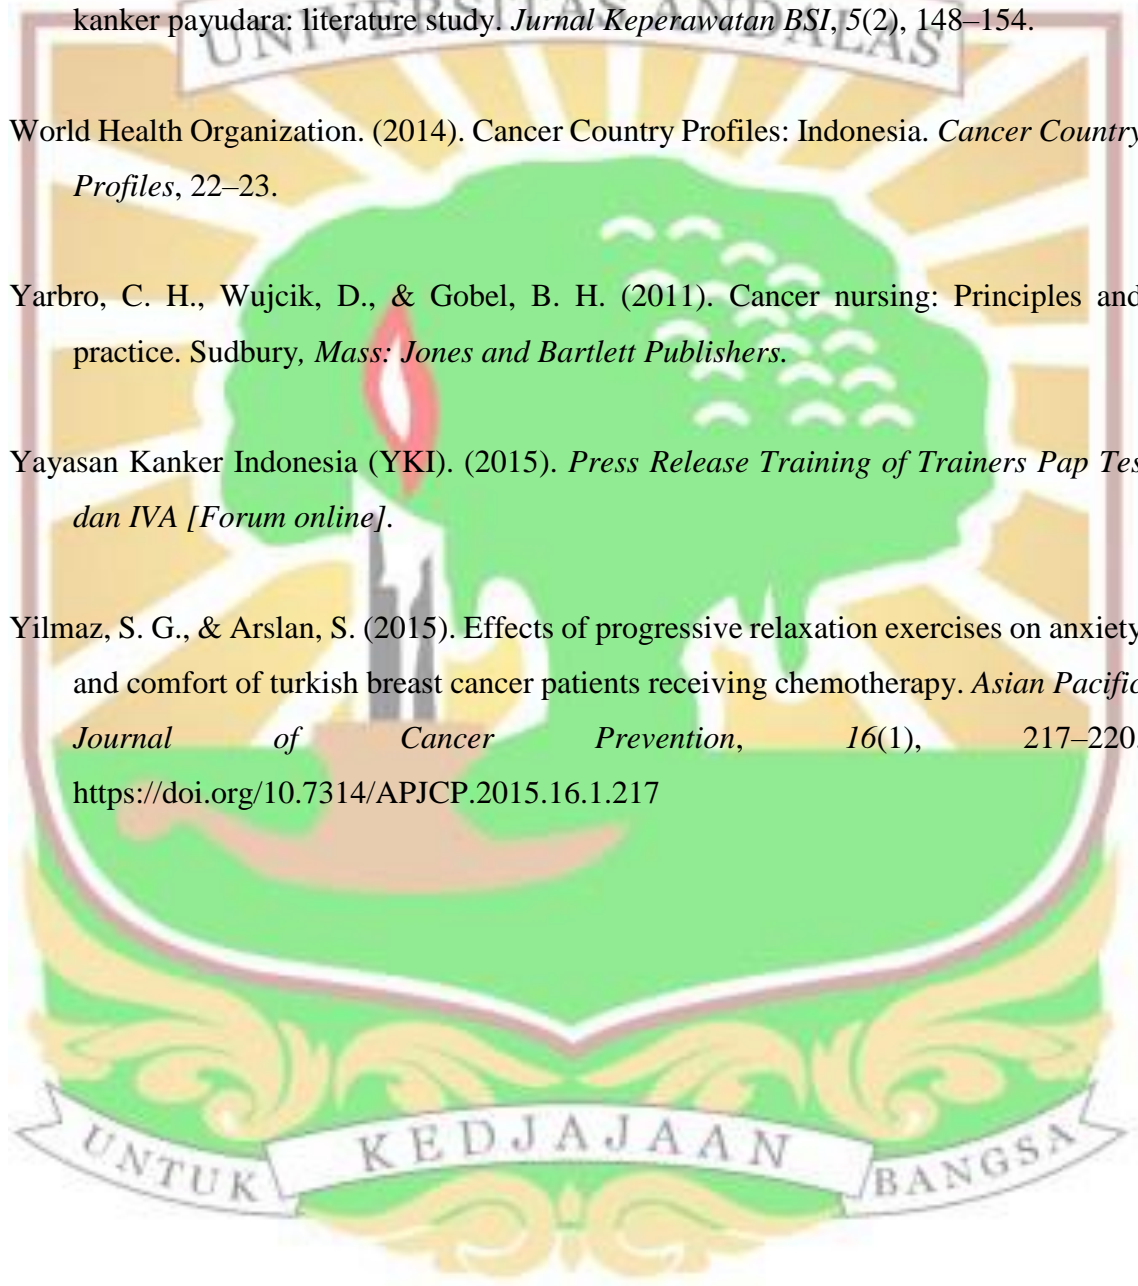 kanker payudara: literature study. Jurnal Keperawatan BSI, 5(2), 148–154.
UNIVERSITAS ANDALAS
World Health Organization. (2014). Cancer Country Profiles: Indonesia. Cancer Country
Profiles, 22–23.
Yarbro, C. H., Wujcik, D., & Gobel, B. H. (2011). Cancer nursing: Principles and
practice. Sudbury, Mass: Jones and Bartlett Publishers.
Yayasan Kanker Indonesia (YKI). (2015). Press Release Training of Trainers Pap Tes
dan IVA [Forum online].
Yilmaz, S. G., & Arslan, S. (2015). Effects of progressive relaxation exercises on anxiety
and comfort of turkish breast cancer patients receiving chemotherapy. Asian Pacific
Journal of Cancer Prevention, 16(1), 217–220.
https://doi.org/10.7314/APJCP.2015.16.1.217
UNTUK KEDJAJAAN BANGSA